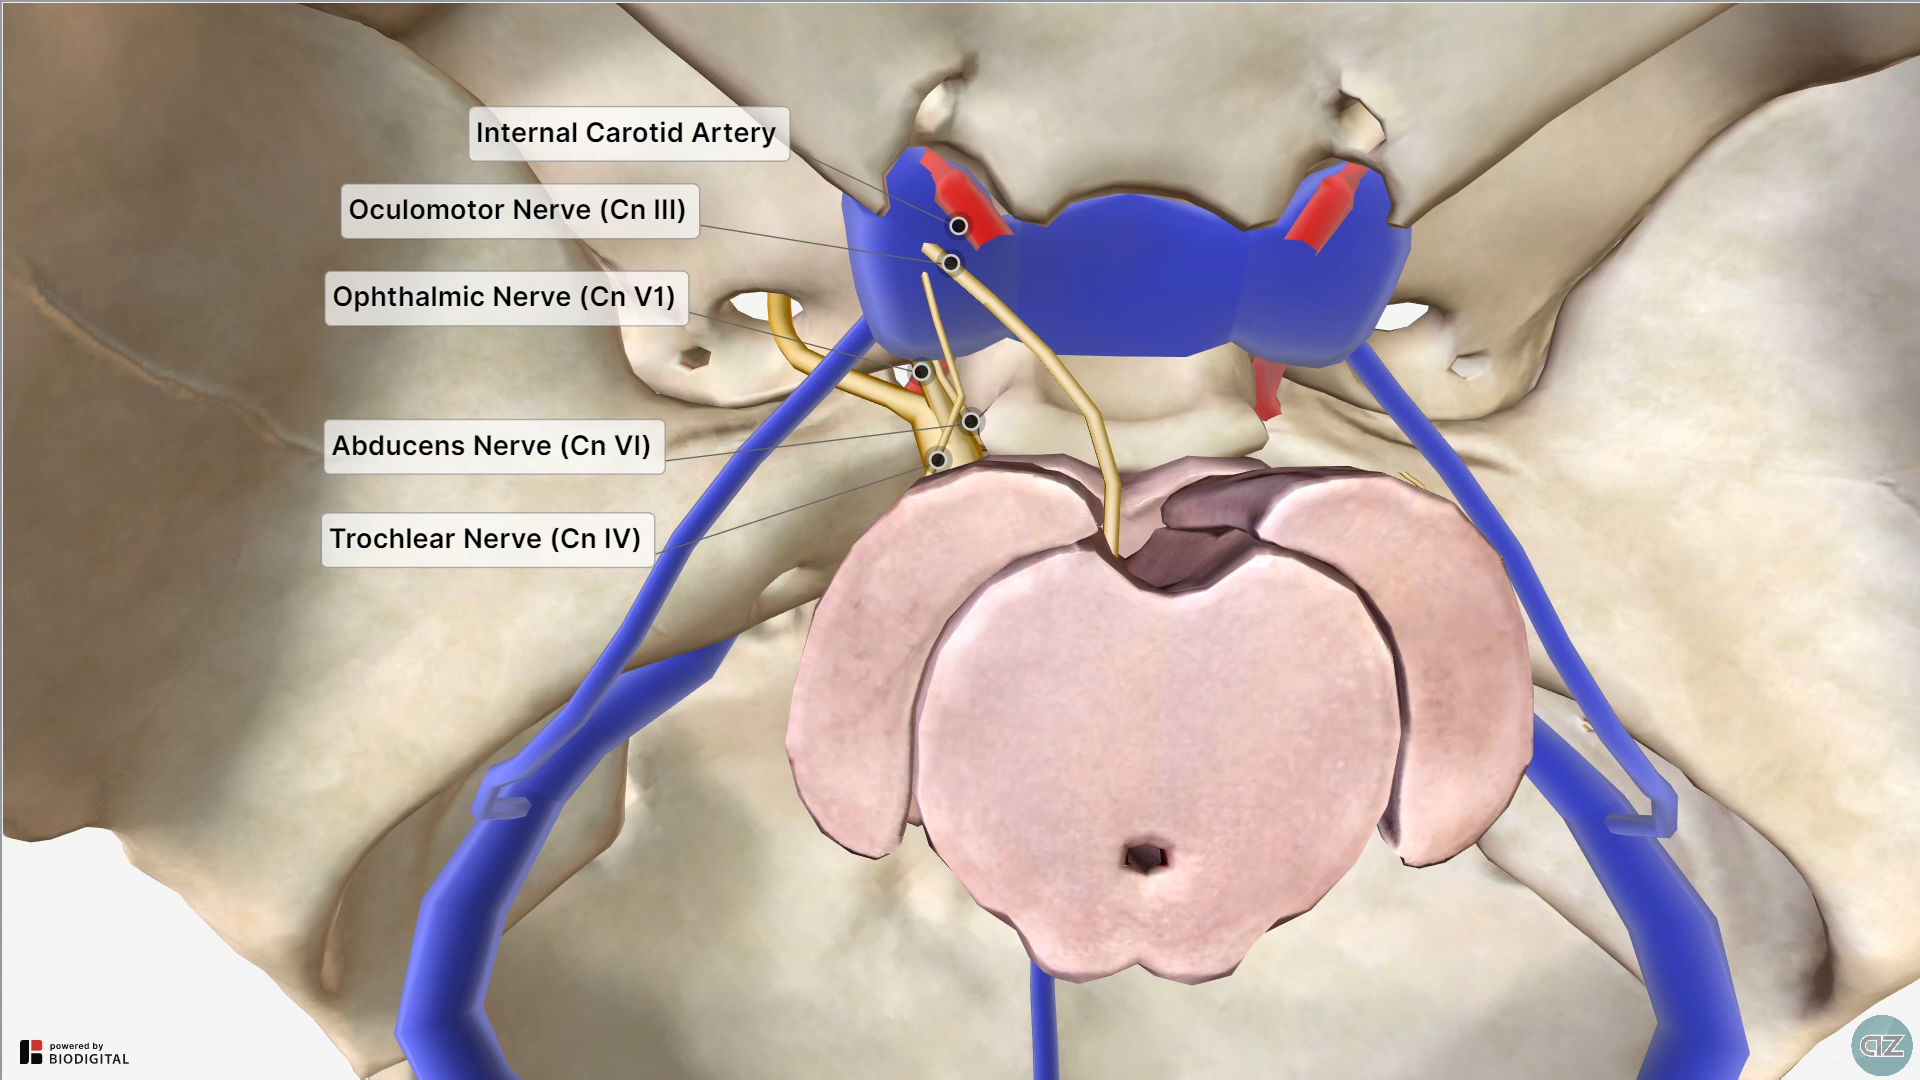 Internal Carotid Artery
Oculomotor Nerve (Cn III)
Ophthalmic Nerve (Cn V1)
Abducens Nerve (Cn VI)
Trochlear Nerve (Cn IV)
powered by
BIODIGITAL
az